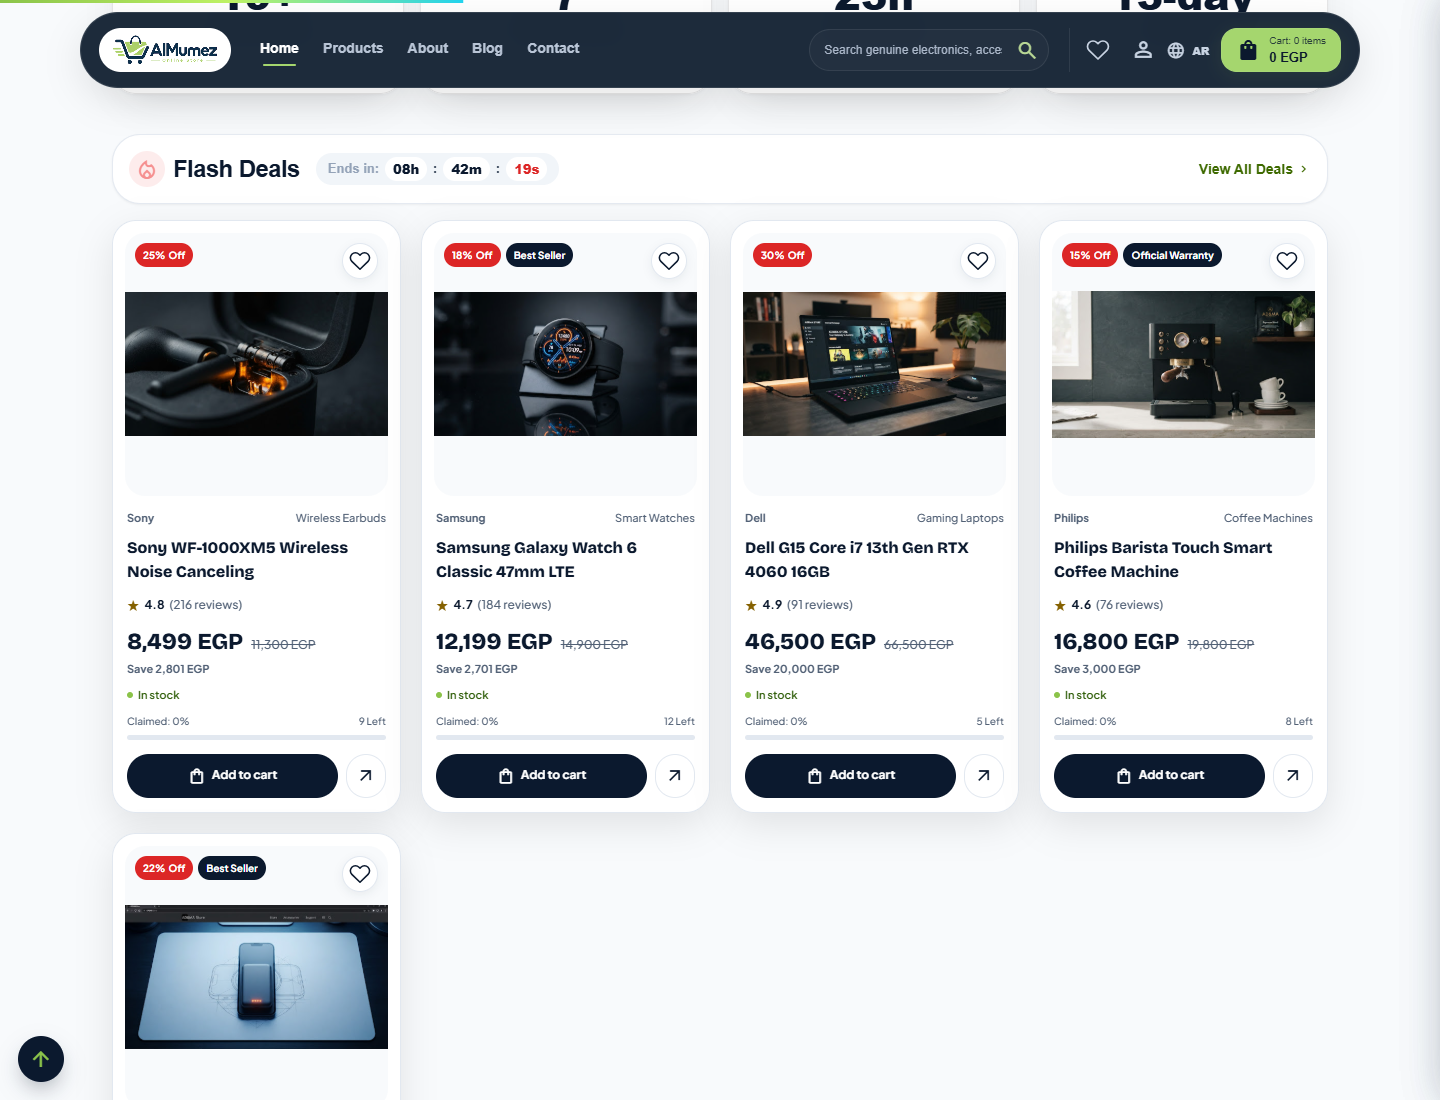 AlMumez
online store
Home
Products
About
Blog
Contact
Search genuine electronics, acce
AR
Cart: 0 items
0 EGP
Flash Deals
Ends in: 08h : 42m : 19s
View All Deals
25% Off
18% Off Best Seller
30% Off
15% Off Official Warranty
Sony Wireless Earbuds
Sony WF-1000XM5 Wireless
Noise Canceling
4.8 (216 reviews)
8,499 EGP 11,300 EGP
Save 2,801 EGP
In stock
Claimed: 0% 9 Left
Add to cart
Samsung Smart Watches
Samsung Galaxy Watch 6
Classic 47mm LTE
4.7 (184 reviews)
12,199 EGP 14,900 EGP
Save 2,701 EGP
In stock
Claimed: 0% 12 Left
Add to cart
Dell Gaming Laptops
Dell G15 Core i7 13th Gen RTX
4060 16GB
4.9 (91 reviews)
46,500 EGP 66,500 EGP
Save 20,000 EGP
In stock
Claimed: 0% 5 Left
Add to cart
Philips Coffee Machines
Philips Barista Touch Smart
Coffee Machine
4.6 (76 reviews)
16,800 EGP 19,800 EGP
Save 3,000 EGP
In stock
Claimed: 0% 8 Left
Add to cart
22% Off Best Seller